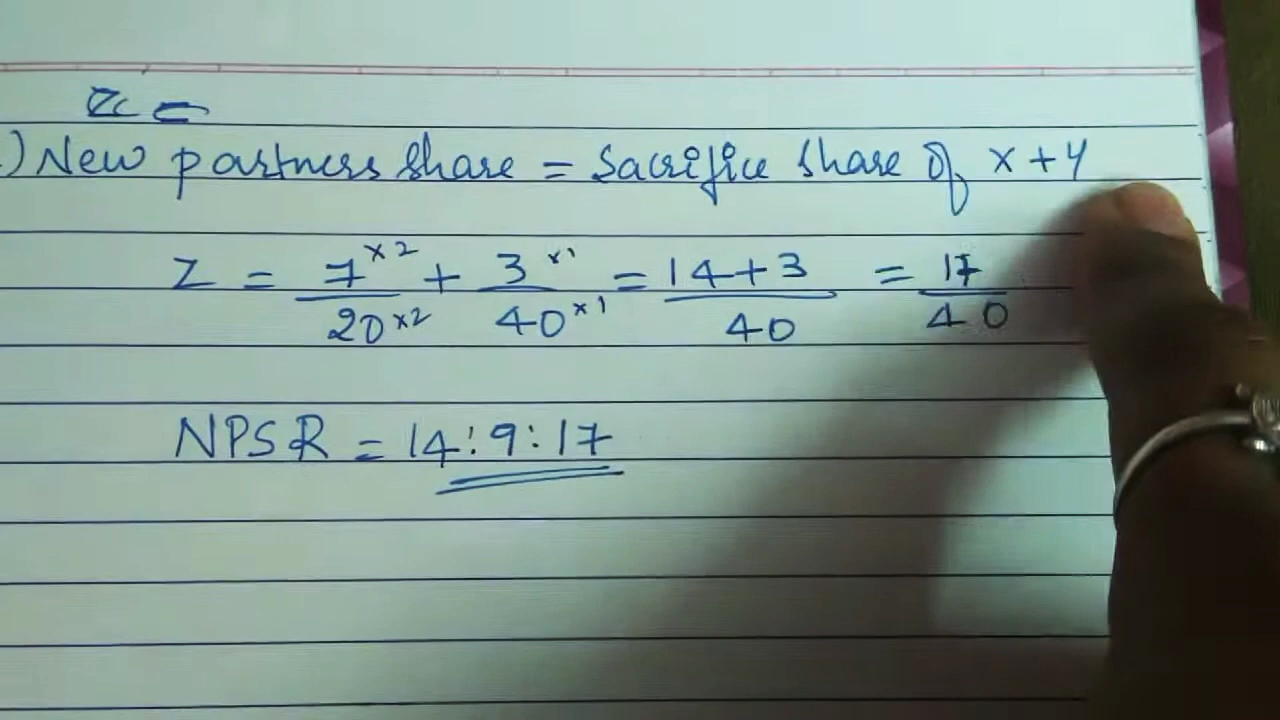 Z =
.) New partners share = Sacrifice share of x + y
Z = 7×2/20×2 + 3×1/40×1 = 14+3/40 = 17/40
NPSR = 14:9:17